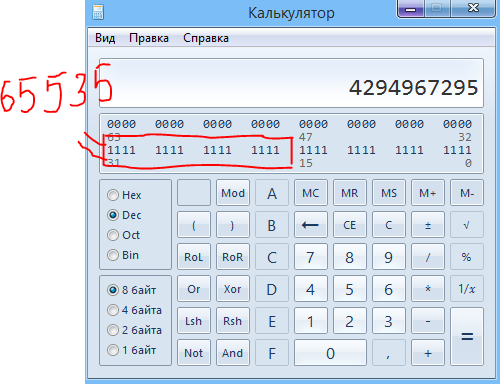 Калькулятор
Вид Правка Справка
65535
4294967295
0000 0000 0000 0000 0000 0000 0000 0000
63 47 32
1111 1111 1111 1111 1111 1111 1111 1111
31 15 0
Hex
Dec
Oct
Bin
8 байт
4 байта
2 байта
1 байт
Mod A MC MR MS M+ M-
( ) B ← CE C ± √
RoL RoR C 7 8 9 / %
Or Xor D 4 5 6 * 1/x
Lsh Rsh E 1 2 3 - =
Not And F 0 , +